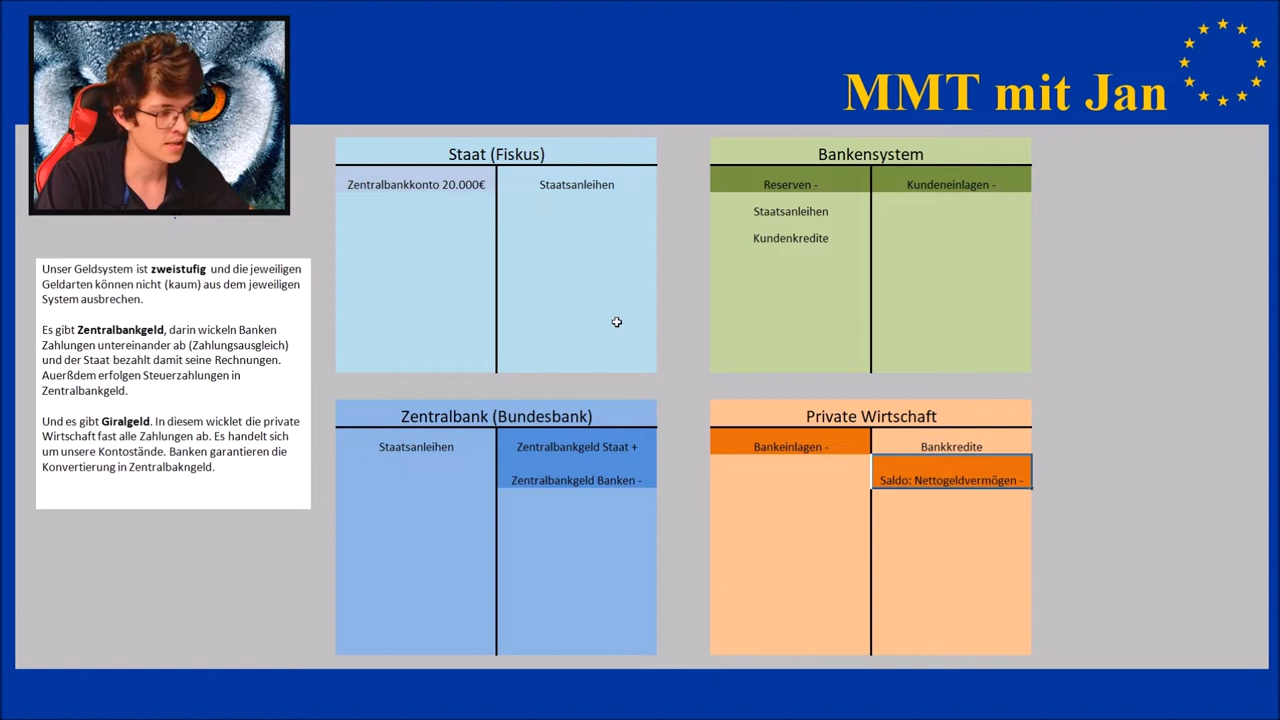 MMT mit Jan
Unser Geldsystem ist zweistufig und die jeweiligen
Geldarten können nicht (kaum) aus dem jeweiligen
System ausbrechen.
Es gibt Zentralbankgeld, darin wickeln Banken
Zahlungen untereinander ab (Zahlungsausgleich)
und der Staat bezahlt damit seine Rechnungen.
Auerßdem erfolgen Steuerzahlungen in
Zentralbankgeld.
Und es gibt Giralgeld. In diesem wicklet die private
Wirtschaft fast alle Zahlungen ab. Es handelt sich
um unsere Kontostände. Banken garantieren die
Konvertierung in Zentralbakngeld.
Staat (Fiskus)
Zentralbankkonto 20.000€
Staatsanleihen
Bankensystem
Reserven -
Kundeneinlagen -
Staatsanleihen
Kundenkredite
Zentralbank (Bundesbank)
Staatsanleihen
Zentralbankgeld Staat +
Zentralbankgeld Banken -
Private Wirtschaft
Bankeinlagen -
Bankkredite
Saldo: Nettogeldvermögen -